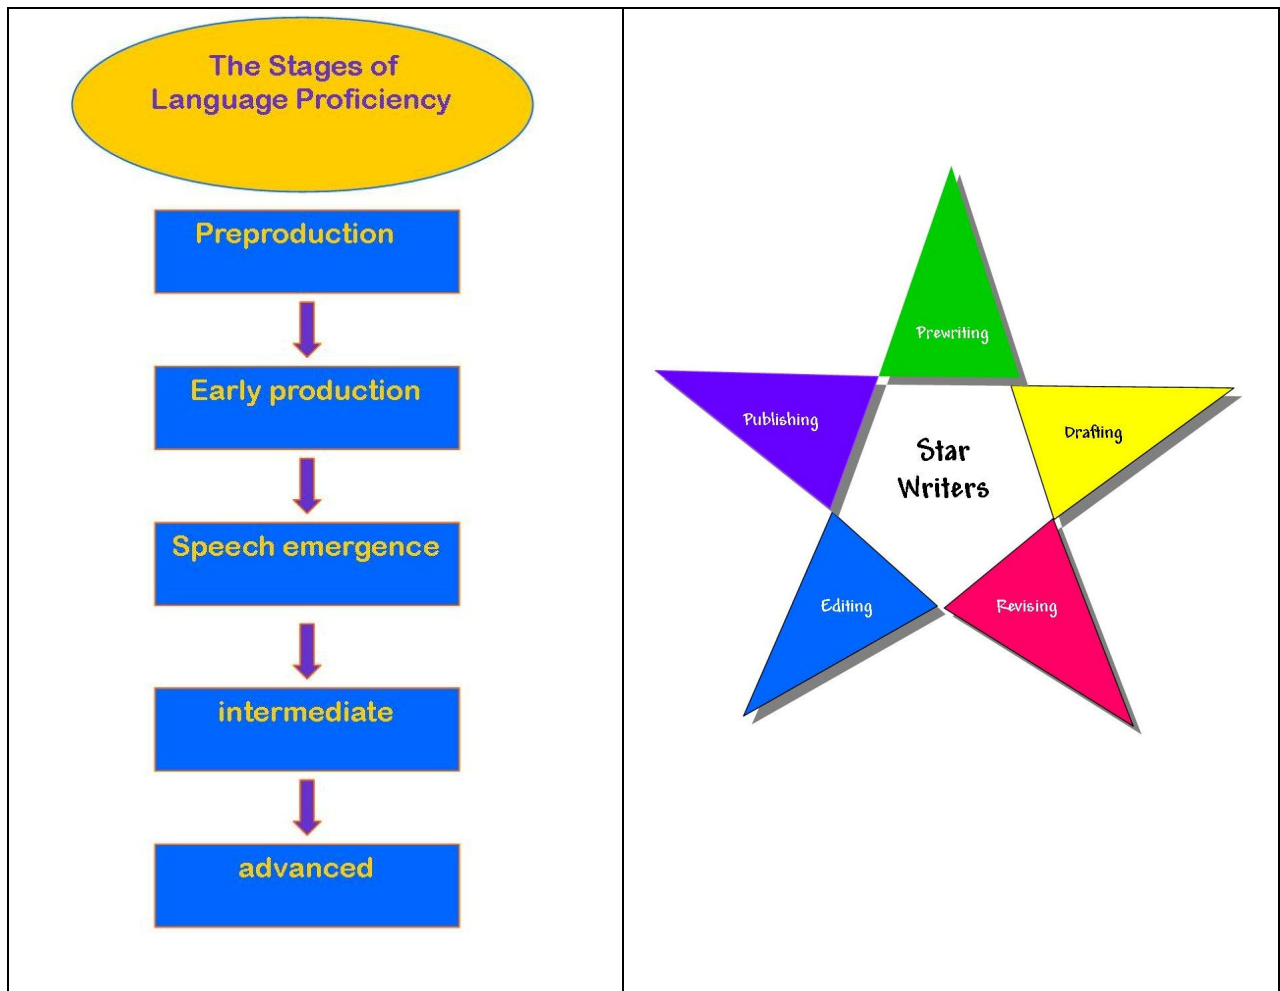 The Stages of
Language Proficiency
Preproduction
Early production
Speech emergence
intermediate
advanced
Prewriting
Publishing
Drafting
Star
Writers
Editing
Revising